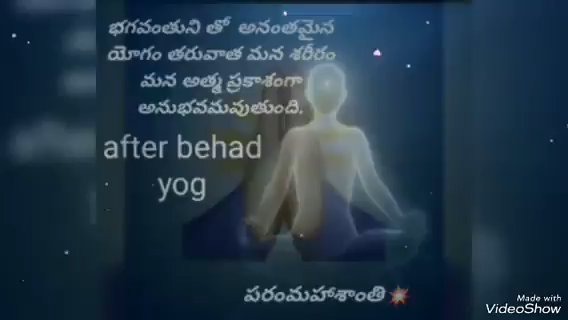 భగవంతుని తో అనంతమైన
యోగం తరువాత మన శరీరం
మన ఆత్మ ప్రకాశంగా
అనుభవమవుతుంది.
after behad
yog
పరంమహాశాంతి
Made with
VideoShow